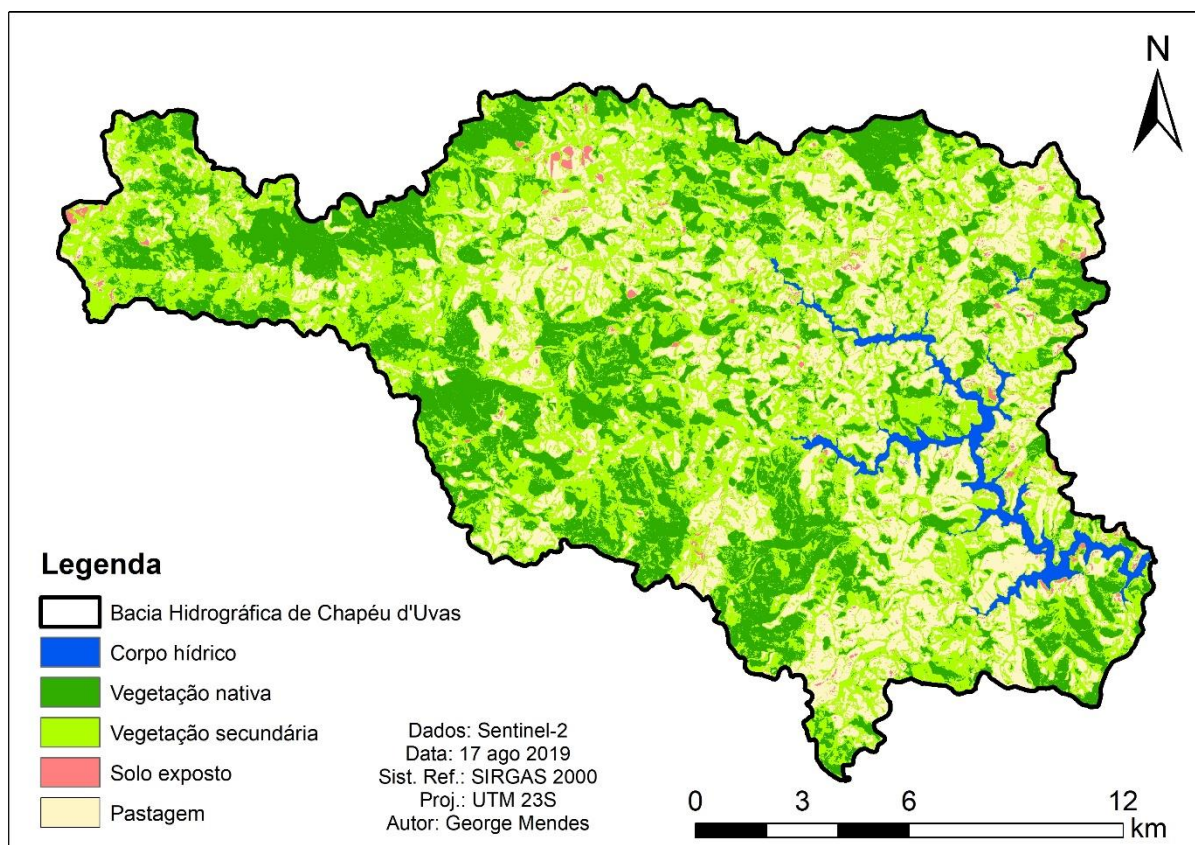 N
Legenda
Bacia Hidrográfica de Chapéu d'Uvas
Corpo hídrico
Vegetação nativa
Vegetação secundária
Solo exposto
Pastagem
Dados: Sentinel-2
Data: 17 ago 2019
Sist. Ref.: SIRGAS 2000
Proj.: UTM 23S
Autor: George Mendes
0 3 6 12
km